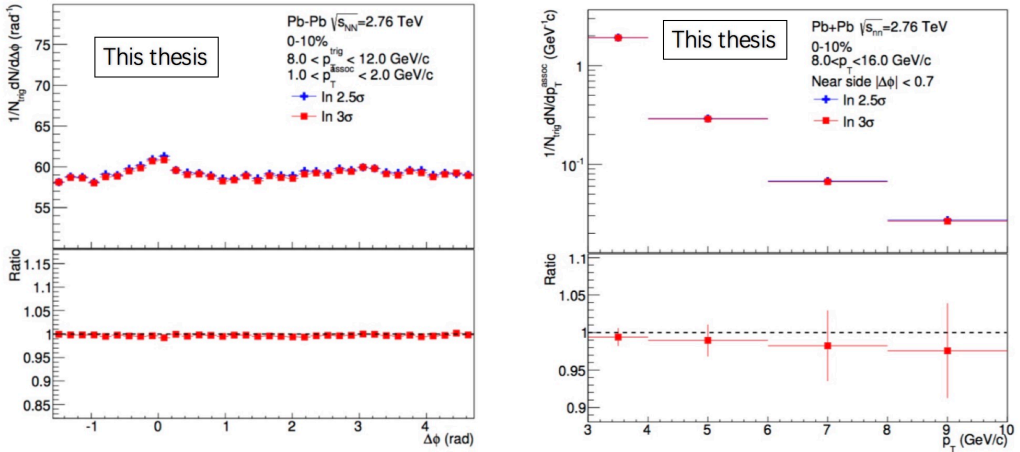 1/N_trig dN/dΔφ (rad⁻¹)
75
70
65
60
55
This thesis
Pb-Pb √s_NN=2.76 TeV
0-10%
8.0 < p_T^trig < 12.0 GeV/c
1.0 < p_T^assoc < 2.0 GeV/c
In 2.5σ
In 3σ
Ratio
1.15
1.1
1.05
1
0.95
0.9
0.85
-1
0
1
2
3
4
Δφ (rad)
1/N_trig dN/dp_T^assoc (GeV⁻¹c)
1
10⁻¹
This thesis
Pb+Pb √s_nn=2.76 TeV
0-10%
8.0<p_T<16.0 GeV/c
Near side |Δφ| < 0.7
In 2.5σ
In 3σ
Ratio
1.1
1.05
1
0.95
0.9
3
4
5
6
7
8
9
10
p_T (GeV/c)